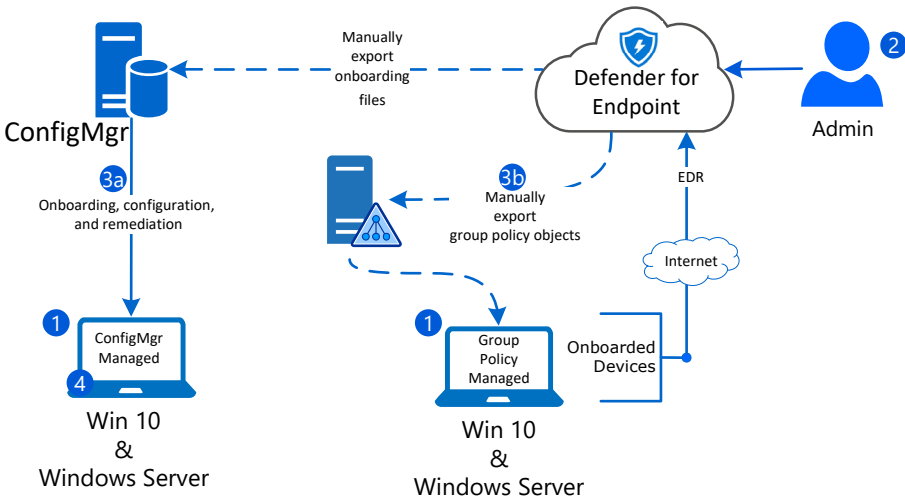 Manually
export
onboarding
files
Defender for
Endpoint
2
Admin
ConfigMgr
3a
Onboarding, configuration,
and remediation
3b
Manually
export
group policy objects
EDR
Internet
1
ConfigMgr
Managed
4
Win 10
&
Windows Server
1
Group
Policy
Managed
Onboarded
Devices
Win 10
&
Windows Server